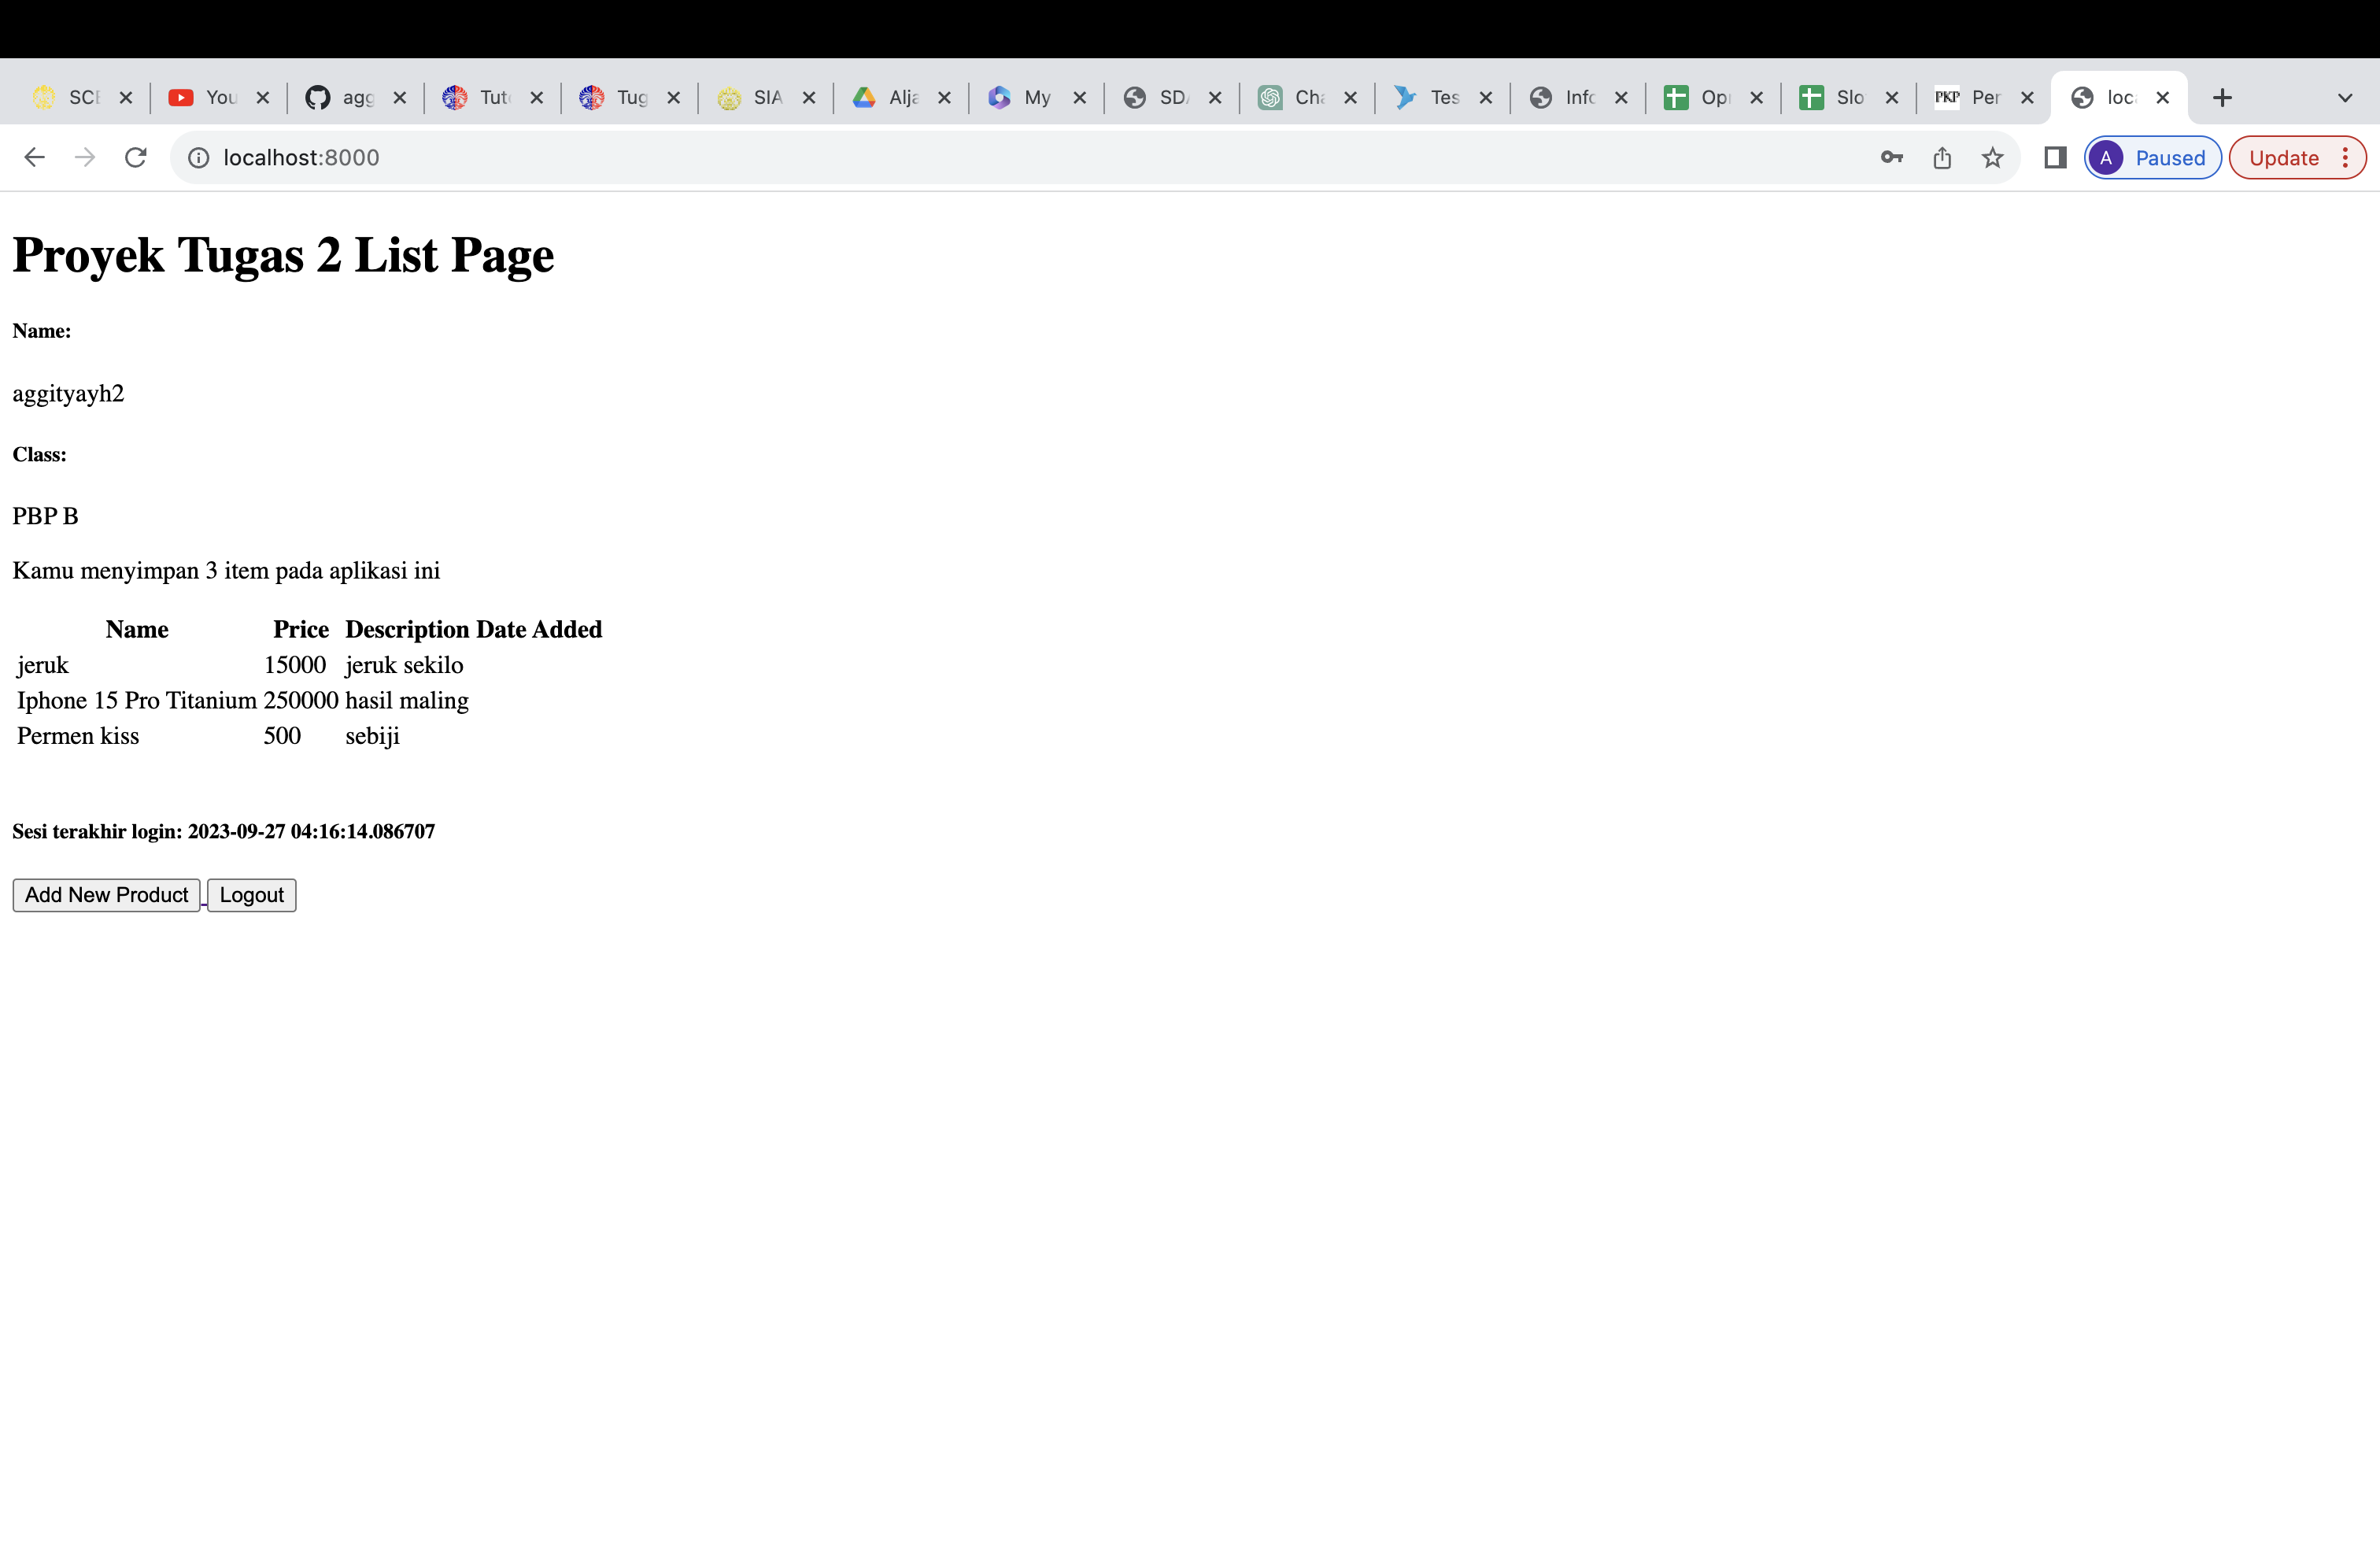 SCE You agg Tut Tug SIA Alja My SDA Cha Tes Info Opr Slo PKP Per loca
localhost:8000 A Paused Update
Proyek Tugas 2 List Page
Name:
aggityayh2
Class:
PBP B
Kamu menyimpan 3 item pada aplikasi ini
Name Price Description Date Added
jeruk 15000 jeruk sekilo
Iphone 15 Pro Titanium 250000 hasil maling
Permen kiss 500 sebiji
Sesi terakhir login: 2023-09-27 04:16:14.086707
Add New Product Logout